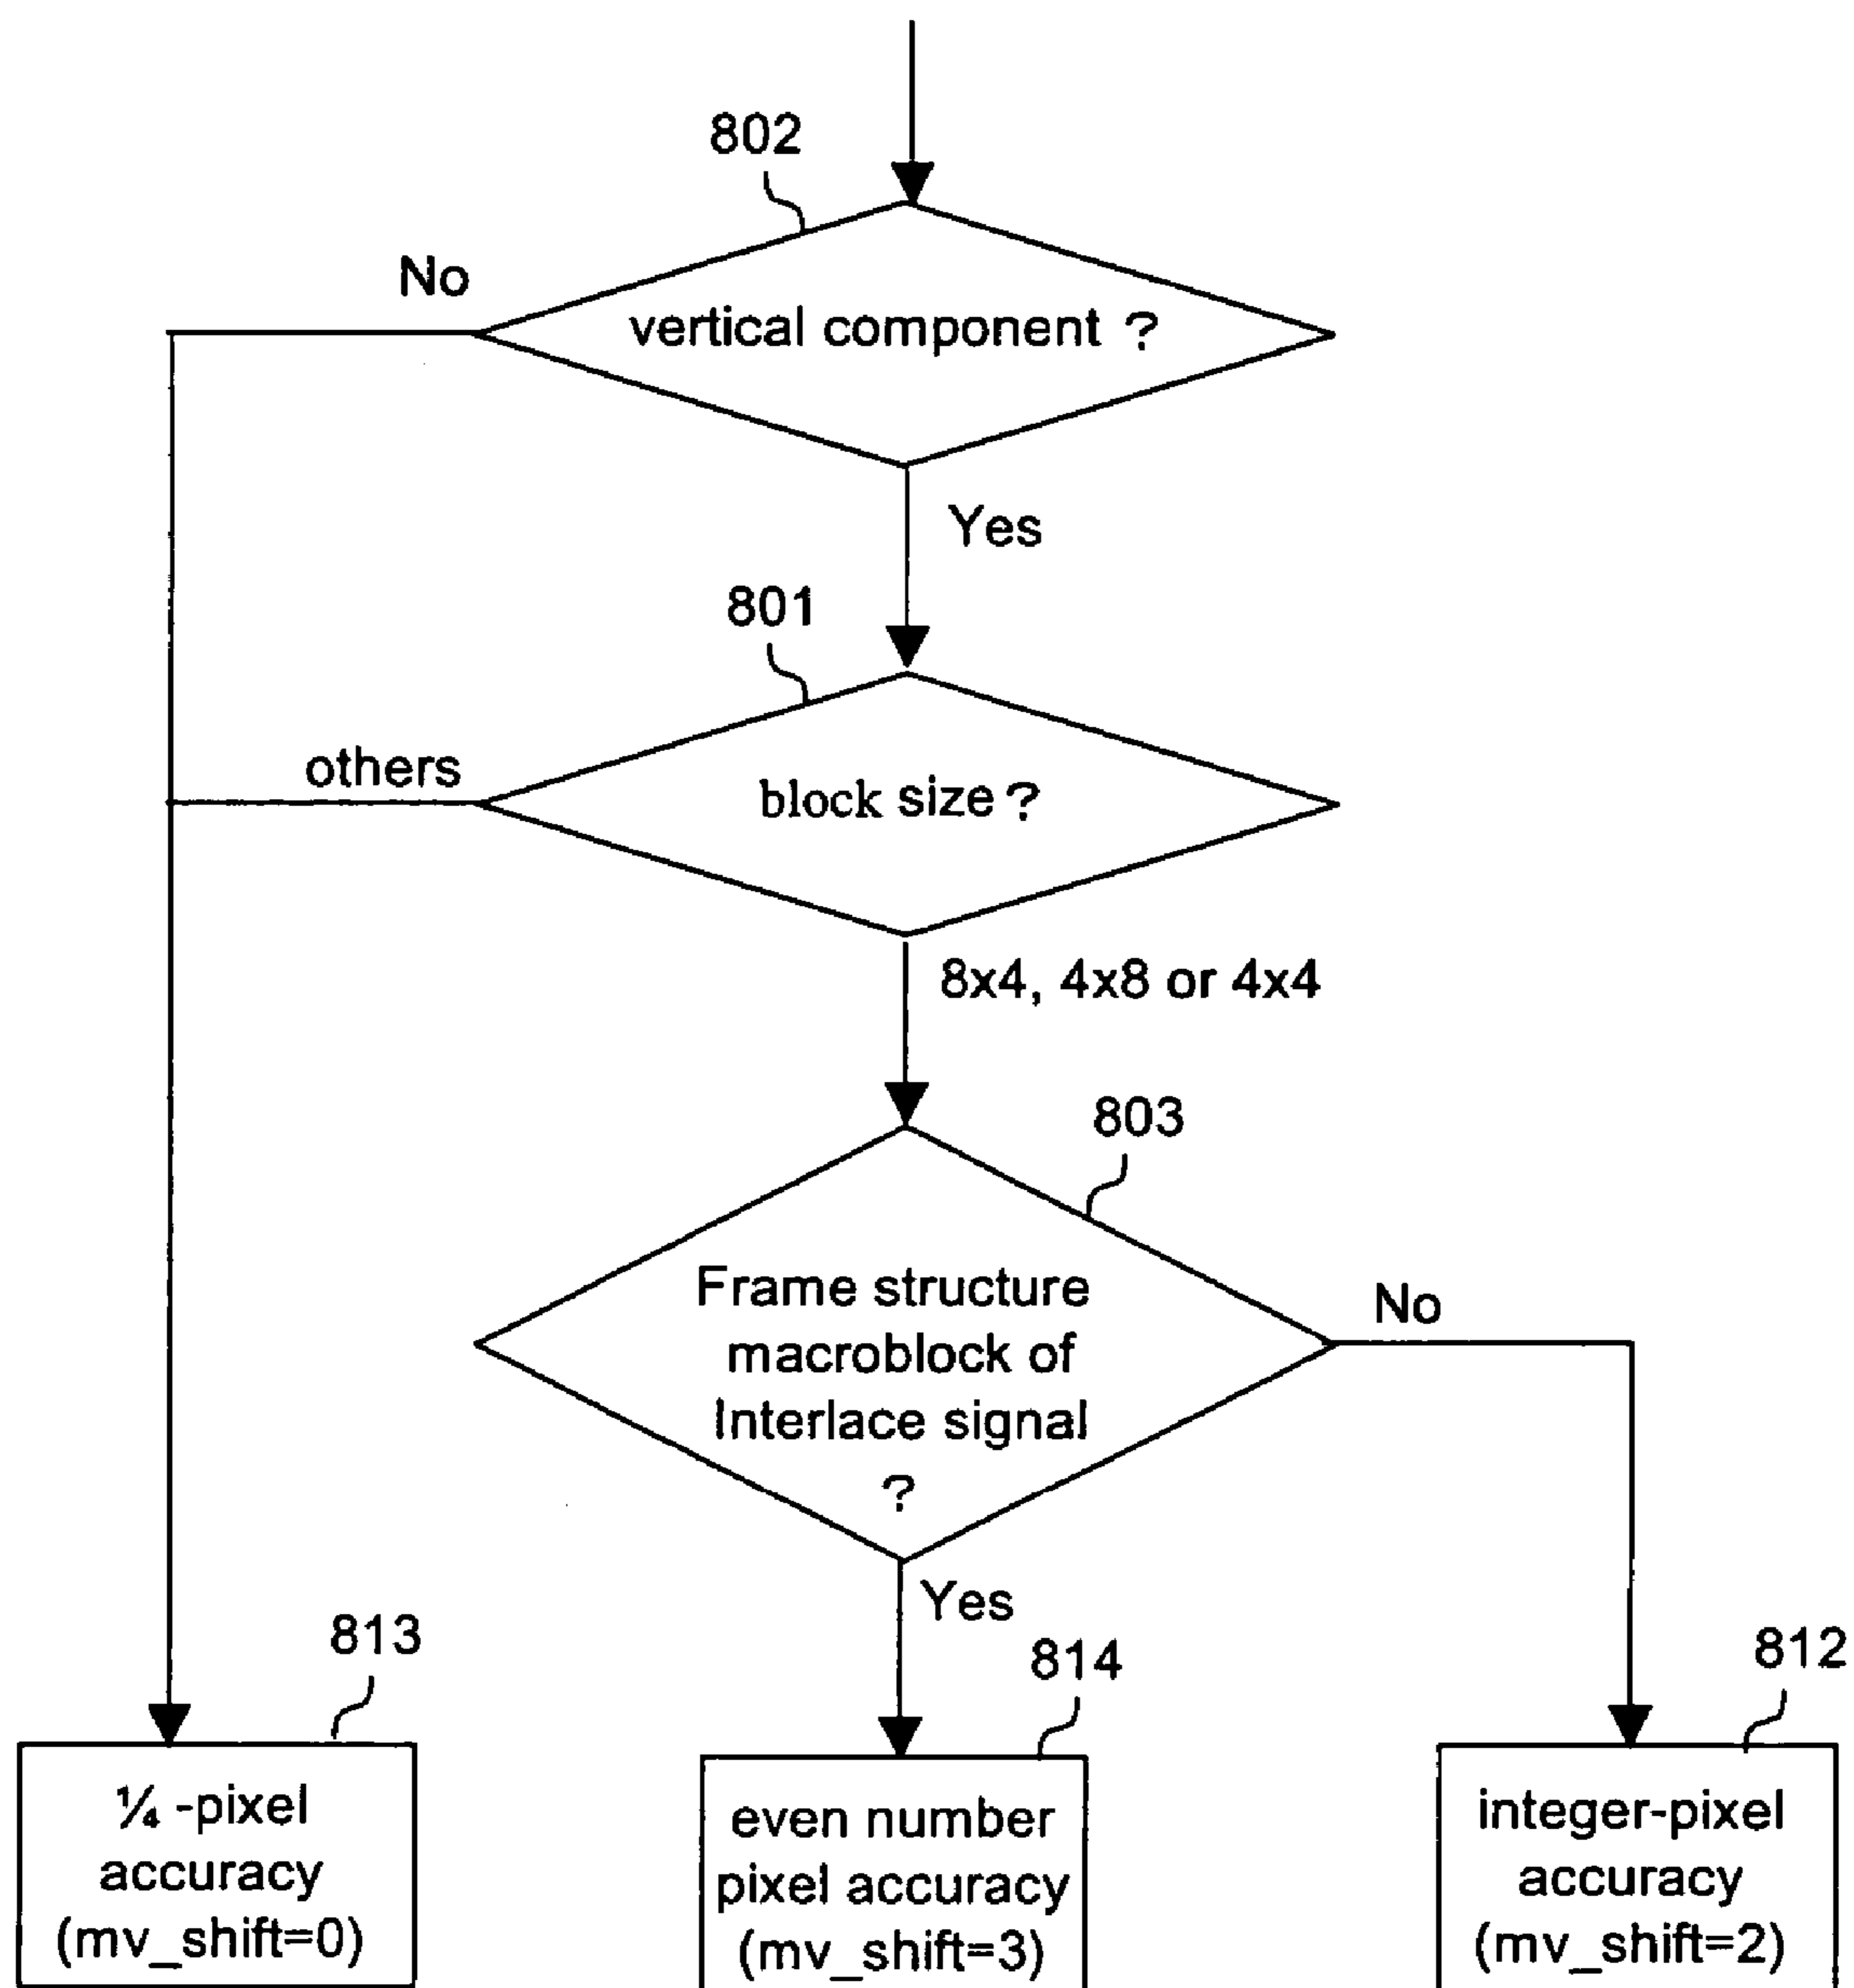 802
No
vertical component ?
Yes
801
others
block size ?
8x4, 4x8 or 4x4
803
Frame structure
macroblock of
Interlace signal
?
No
Yes
813
814
812
¼ -pixel
accuracy
(mv_shift=0)
even number
pixel accuracy
(mv_shift=3)
integer-pixel
accuracy
(mv_shift=2)